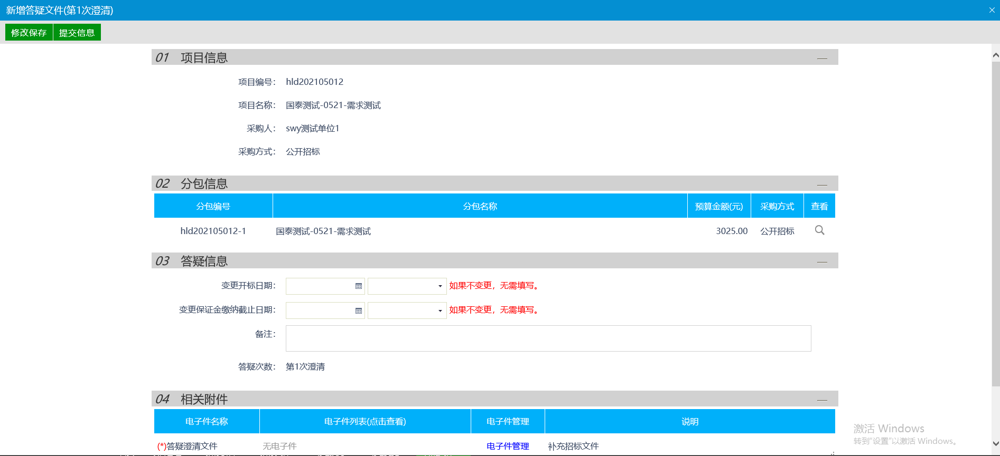 新增答疑文件(第1次澄清)
修改保存 提交信息
01 项目信息
项目编号： hld202105012
项目名称： 国泰测试-0521-需求测试
采购人： swy测试单位1
采购方式： 公开招标
02 分包信息
分包编号 分包名称 预算金额(元) 采购方式 查看
hld202105012-1 国泰测试-0521-需求测试 3025.00 公开招标
03 答疑信息
变更开标日期： 如果不变更，无需填写。
变更保证金缴纳截止日期： 如果不变更，无需填写。
备注：
答疑次数： 第1次澄清
04 相关附件
电子件名称 电子件列表(点击查看) 电子件管理 说明
(*)答疑澄清文件 无电子件 电子件管理 补充招标文件
激活 Windows
转到"设置"以激活 Windows。